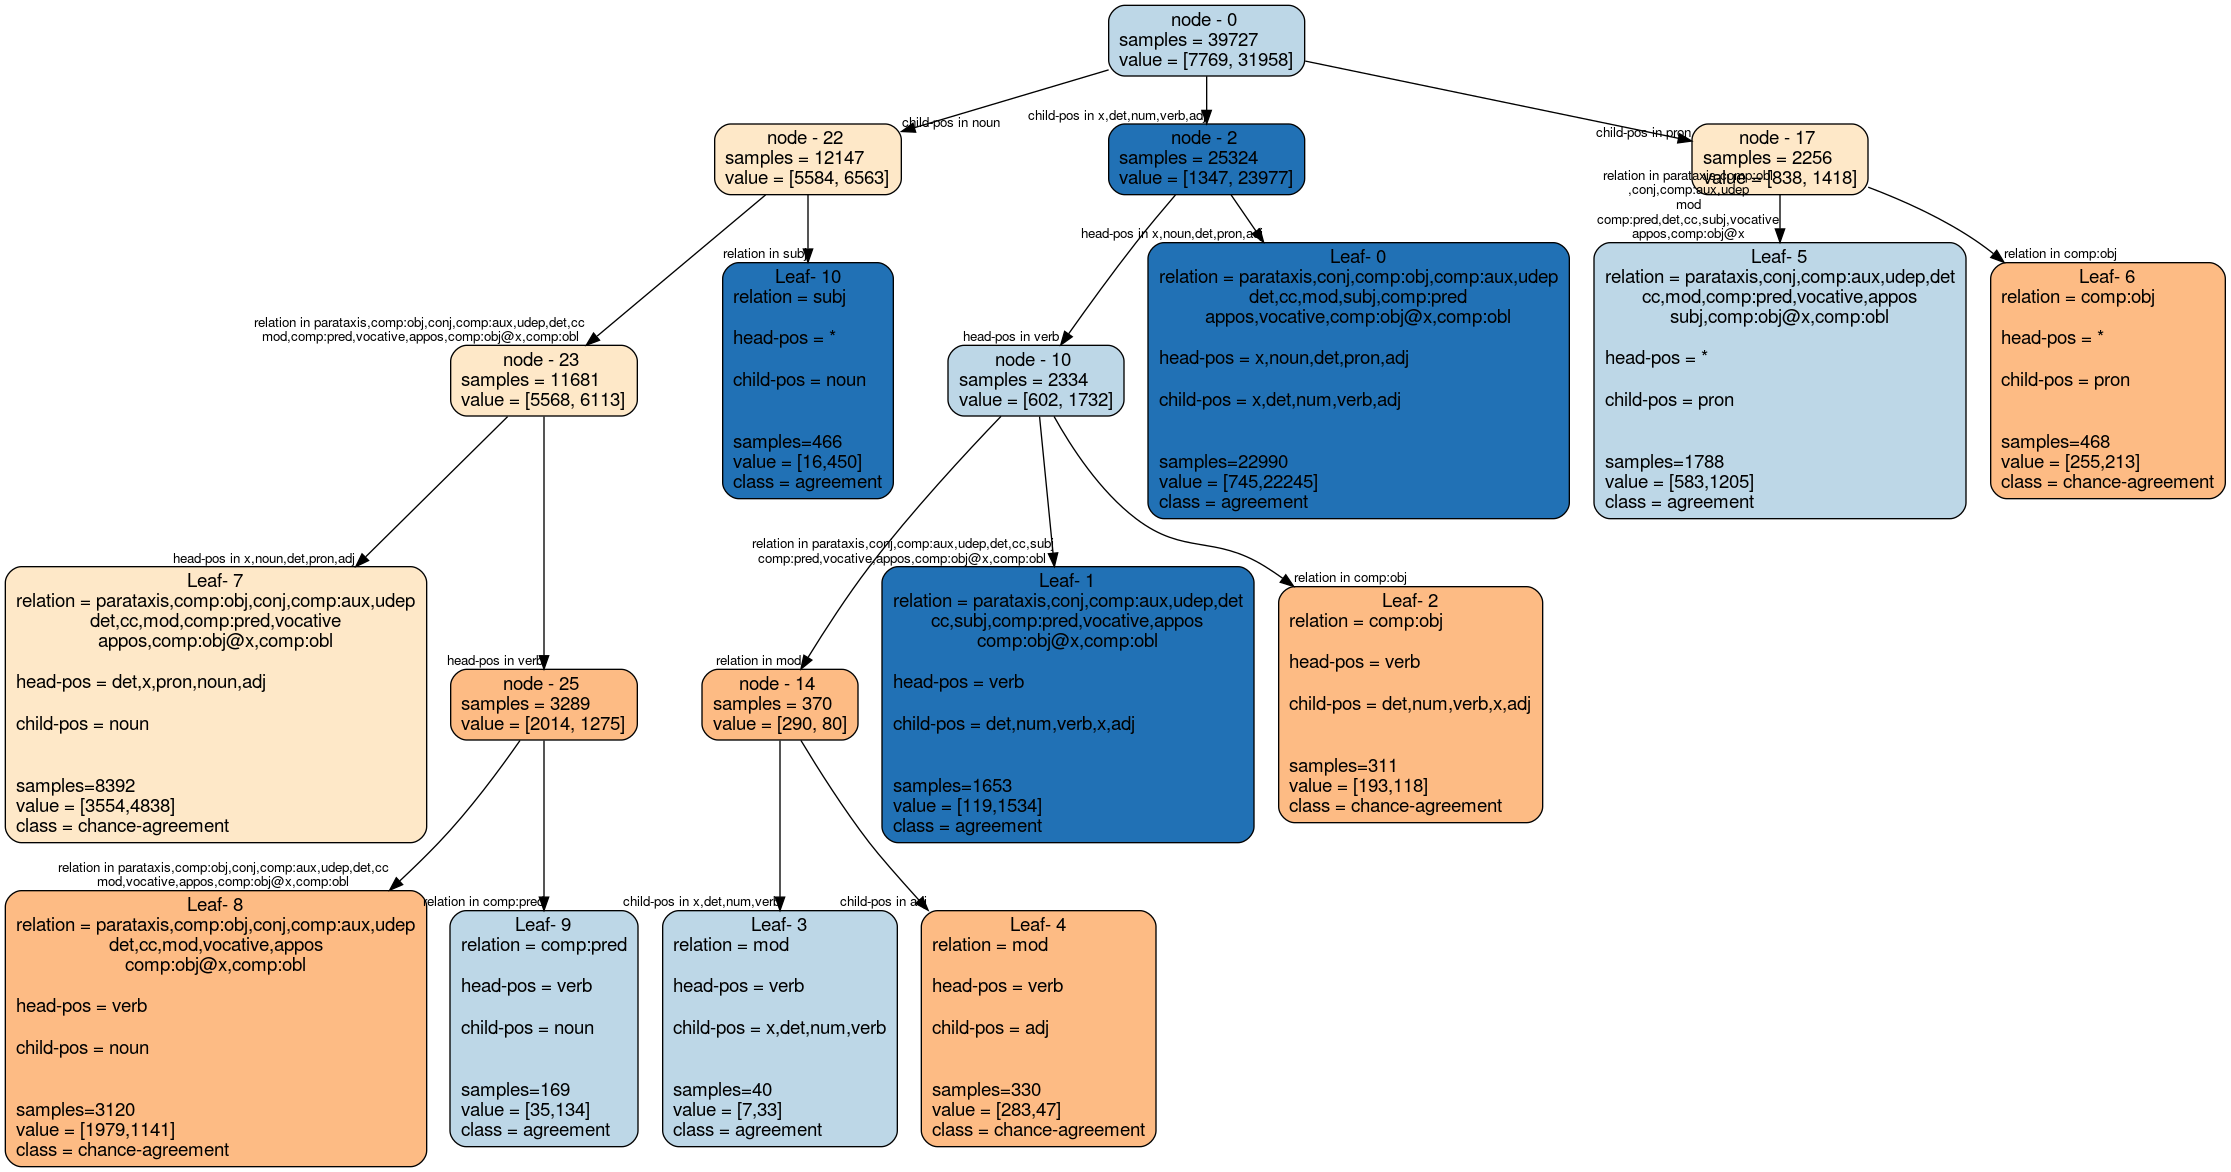 node - 0
samples = 39727
value = [7769, 31958]
child-pos in noun
child-pos in x,det,num,verb,adj
child-pos in pron
node - 22
samples = 12147
value = [5584, 6563]
node - 2
samples = 25324
value = [1347, 23977]
node - 17
samples = 2256
value = [838, 1418]
relation in parataxis,comp:obl
,conj,comp:aux,udep
mod
comp:pred,det,cc,subj,vocative
appos,comp:obj@x
relation in subj
head-pos in x,noun,det,pron,adj
relation in comp:obj
Leaf- 10
relation = subj
head-pos = *
child-pos = noun
samples=466
value = [16,450]
class = agreement
Leaf- 0
relation = parataxis,conj,comp:obj,comp:aux,udep
det,cc,mod,subj,comp:pred
appos,vocative,comp:obj@x,comp:obl
head-pos = x,noun,det,pron,adj
child-pos = x,det,num,verb,adj
samples=22990
value = [745,22245]
class = agreement
Leaf- 5
relation = parataxis,conj,comp:aux,udep,det
cc,mod,comp:pred,vocative,appos
subj,comp:obj@x,comp:obl
head-pos = *
child-pos = pron
samples=1788
value = [583,1205]
class = agreement
Leaf- 6
relation = comp:obj
head-pos = *
child-pos = pron
samples=468
value = [255,213]
class = chance-agreement
relation in parataxis,comp:obj,conj,comp:aux,udep,det,cc
mod,comp:pred,vocative,appos,comp:obj@x,comp:obl
head-pos in verb
node - 23
samples = 11681
value = [5568, 6113]
node - 10
samples = 2334
value = [602, 1732]
head-pos in x,noun,det,pron,adj
relation in parataxis,conj,comp:aux,udep,det,cc,subj
comp:pred,vocative,appos,comp:obj@x,comp:obl
relation in comp:obj
Leaf- 7
relation = parataxis,comp:obj,conj,comp:aux,udep
det,cc,mod,comp:pred,vocative
appos,comp:obj@x,comp:obl
head-pos = det,x,pron,noun,adj
child-pos = noun
samples=8392
value = [3554,4838]
class = chance-agreement
head-pos in verb
node - 25
samples = 3289
value = [2014, 1275]
relation in mod
node - 14
samples = 370
value = [290, 80]
Leaf- 1
relation = parataxis,conj,comp:aux,udep,det
cc,subj,comp:pred,vocative,appos
comp:obj@x,comp:obl
head-pos = verb
child-pos = det,num,verb,x,adj
samples=1653
value = [119,1534]
class = agreement
Leaf- 2
relation = comp:obj
head-pos = verb
child-pos = det,num,verb,x,adj
samples=311
value = [193,118]
class = chance-agreement
relation in parataxis,comp:obj,conj,comp:aux,udep,det,cc
mod,vocative,appos,comp:obj@x,comp:obl
relation in comp:pred
child-pos in x,det,num,verb
child-pos in adj
Leaf- 8
relation = parataxis,comp:obj,conj,comp:aux,udep
det,cc,mod,vocative,appos
comp:obj@x,comp:obl
head-pos = verb
child-pos = noun
samples=3120
value = [1979,1141]
class = chance-agreement
Leaf- 9
relation = comp:pred
head-pos = verb
child-pos = noun
samples=169
value = [35,134]
class = agreement
Leaf- 3
relation = mod
head-pos = verb
child-pos = x,det,num,verb
samples=40
value = [7,33]
class = agreement
Leaf- 4
relation = mod
head-pos = verb
child-pos = adj
samples=330
value = [283,47]
class = chance-agreement